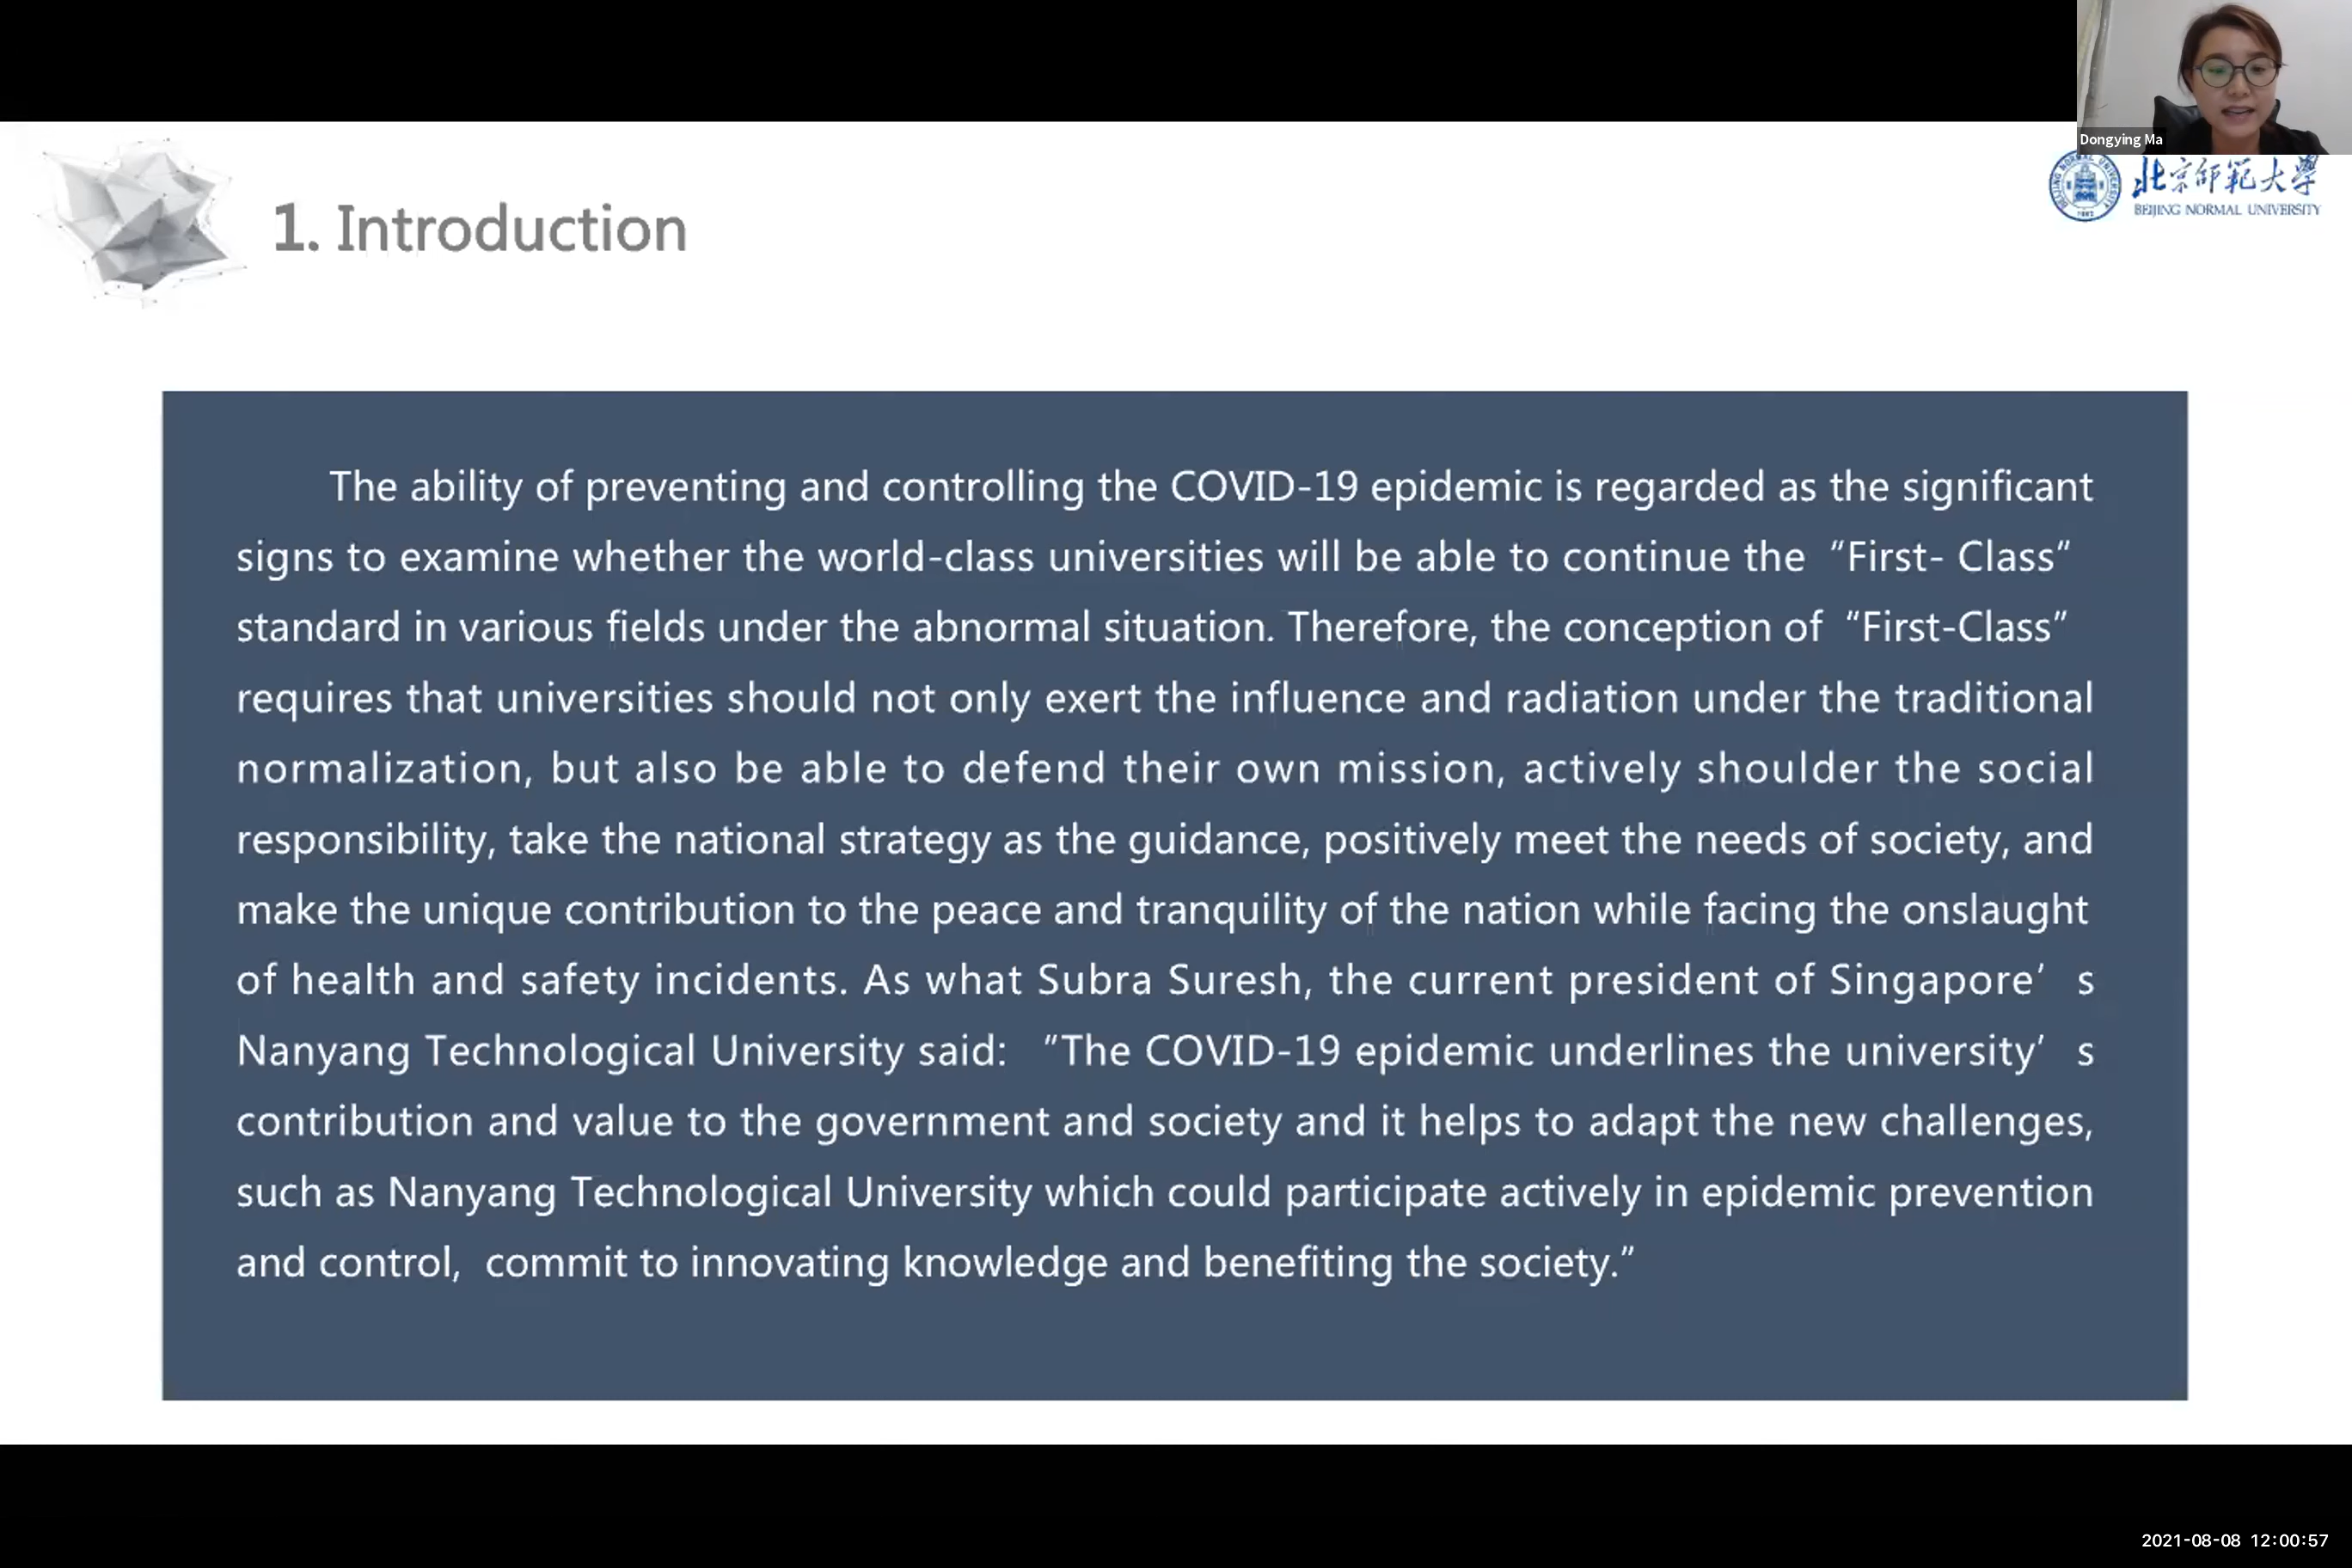 Dongying Ma
北京师范大学
BEIJING NORMAL UNIVERSITY
1. Introduction
The ability of preventing and controlling the COVID-19 epidemic is regarded as the significant
signs to examine whether the world-class universities will be able to continue the “First- Class”
standard in various fields under the abnormal situation. Therefore, the conception of “First-Class”
requires that universities should not only exert the influence and radiation under the traditional
normalization, but also be able to defend their own mission, actively shoulder the social
responsibility, take the national strategy as the guidance, positively meet the needs of society, and
make the unique contribution to the peace and tranquility of the nation while facing the onslaught
of health and safety incidents. As what Subra Suresh, the current president of Singapore’ s
Nanyang Technological University said: “The COVID-19 epidemic underlines the university’ s
contribution and value to the government and society and it helps to adapt the new challenges,
such as Nanyang Technological University which could participate actively in epidemic prevention
and control, commit to innovating knowledge and benefiting the society.”
2021-08-08 12:00:57